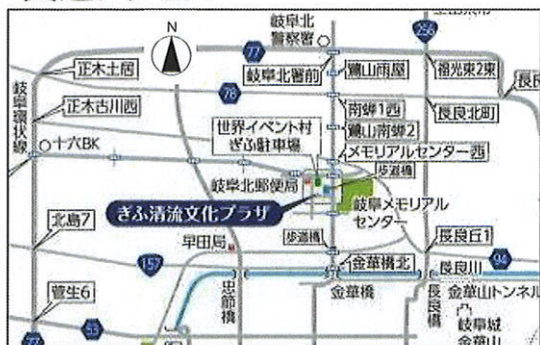 N
岐阜北
警察署
256
77
正木土居
岐阜北署前
鷺山雨屋
福光東2東
78
長良
岐阜環状線
正木古川西
南蝉1西
長良北町
世界イベント村
ぎふ駐車場
鷺山南蝉2
十六BK
メモリアルセンター西
歩道橋
岐阜北郵便局
ぎふ清流文化プラザ
岐阜メモリアル
センター
北島7
早田局
歩道橋
長良丘1
157
金華橋北
長良川
94
菅生6
忠節橋
金華橋
長良橋
金華山トンネル
53
岐阜城
77
金華山